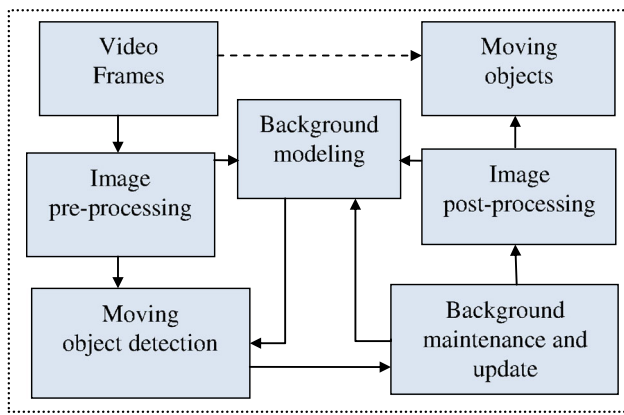 Video
Frames
Moving
objects
Background
modeling
Image
pre-processing
Image
post-processing
Moving
object detection
Background
maintenance and
update